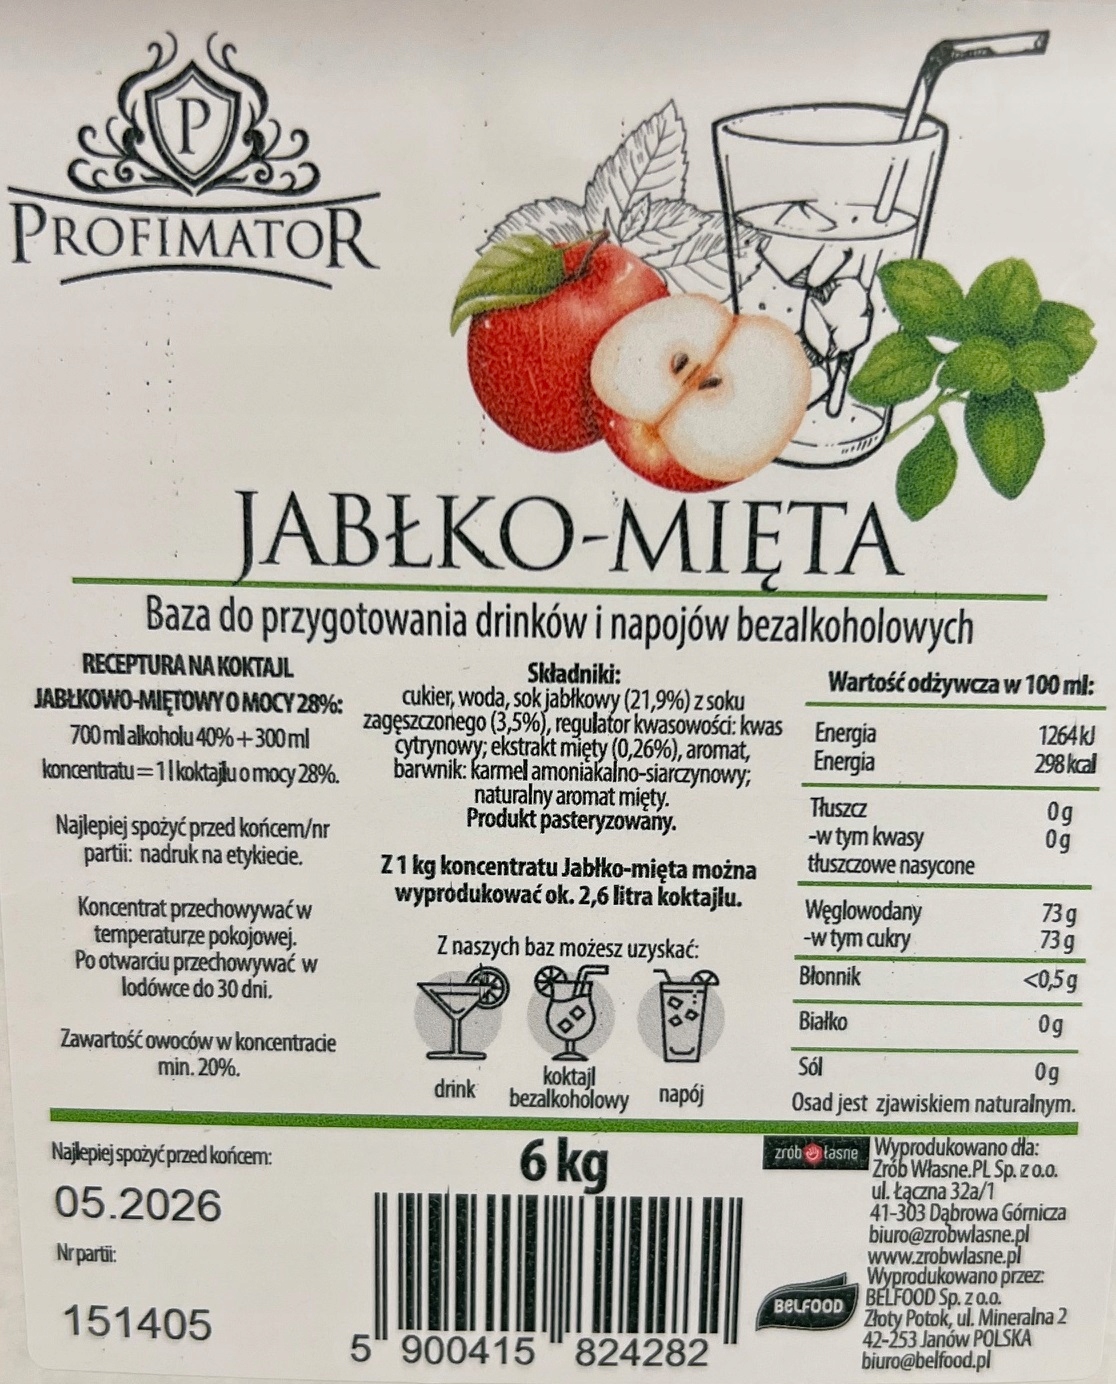 P
PROFIMATOR
JABŁKO-MIĘTA
Baza do przygotowania drinków i napojów bezalkoholowych
RECEPTURA NA KOKTAJL
JABŁKOWO-MIĘTOWY O MOCY 28%:
700 ml alkoholu 40% + 300 ml
koncentratu = 1 l koktajlu o mocy 28%.
Najlepiej spożyć przed końcem/nr
partii: nadruk na etykiecie.
Koncentrat przechowywać w
temperaturze pokojowej.
Po otwarciu przechowywać w
lodówce do 30 dni.
Zawartość owoców w koncentracie
min. 20%.
Składniki:
cukier, woda, sok jabłkowy (21,9%) z soku
zagęszczonego (3,5%), regulator kwasowości: kwas
cytrynowy; ekstrakt mięty (0,26%), aromat,
barwnik: karmel amoniakalno-siarczynowy;
naturalny aromat mięty.
Produkt pasteryzowany.
Z 1 kg koncentratu Jabłko-mięta można
wyprodukować ok. 2,6 litra koktajlu.
Z naszych baz możesz uzyskać:
drink
koktajl
bezalkoholowy
napój
Wartość odżywcza w 100 ml:
Energia 1264 kJ
Energia 298 kcal
Tłuszcz 0 g
-w tym kwasy 0 g
tłuszczowe nasycone
Węglowodany 73 g
-w tym cukry 73 g
Błonnik <0,5 g
Białko 0 g
Sól 0 g
Osad jest zjawiskiem naturalnym.
Najlepiej spożyć przed końcem:
05.2026
Nr partii:
151405
6 kg
5 900415 824282
zrób łasne
Wyprodukowano dla:
Zrób Własne.PL Sp. z o.o.
ul. Łączna 32a/1
41-303 Dąbrowa Górnicza
biuro@zrobwlasne.pl
www.zrobwlasne.pl
BELFOOD
Wyprodukowano przez:
BELFOOD Sp. z o.o.
Złoty Potok, ul. Mineralna 2
42-253 Janów POLSKA
biuro@belfood.pl